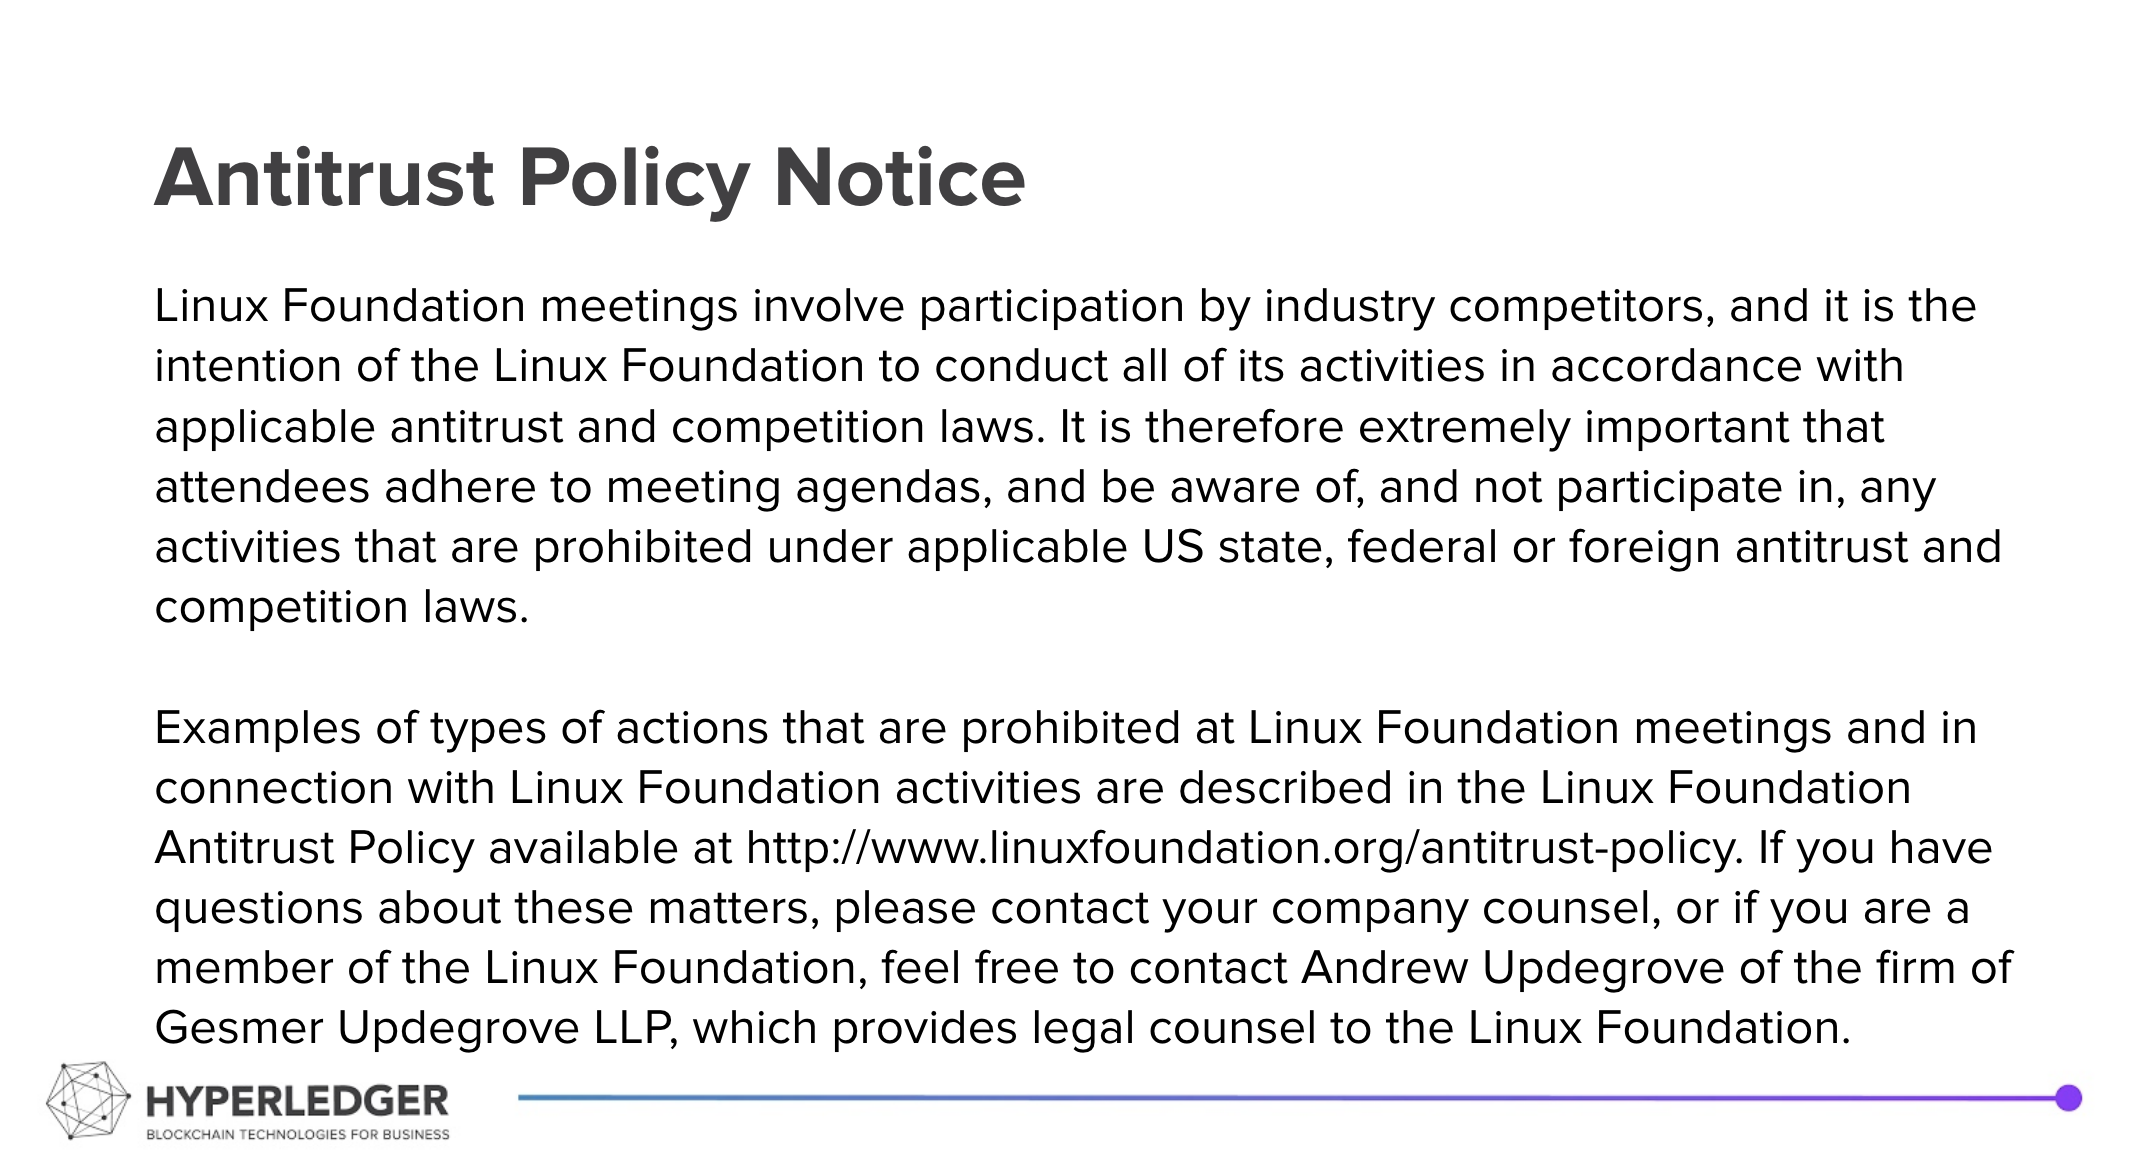 Antitrust Policy Notice
Linux Foundation meetings involve participation by industry competitors, and it is the
intention of the Linux Foundation to conduct all of its activities in accordance with
applicable antitrust and competition laws. It is therefore extremely important that
attendees adhere to meeting agendas, and be aware of, and not participate in, any
activities that are prohibited under applicable US state, federal or foreign antitrust and
competition laws.
Examples of types of actions that are prohibited at Linux Foundation meetings and in
connection with Linux Foundation activities are described in the Linux Foundation
Antitrust Policy available at http://www.linuxfoundation.org/antitrust-policy. If you have
questions about these matters, please contact your company counsel, or if you are a
member of the Linux Foundation, feel free to contact Andrew Updegrove of the firm of
Gesmer Updegrove LLP, which provides legal counsel to the Linux Foundation.
HYPERLEDGER
BLOCKCHAIN TECHNOLOGIES FOR BUSINESS